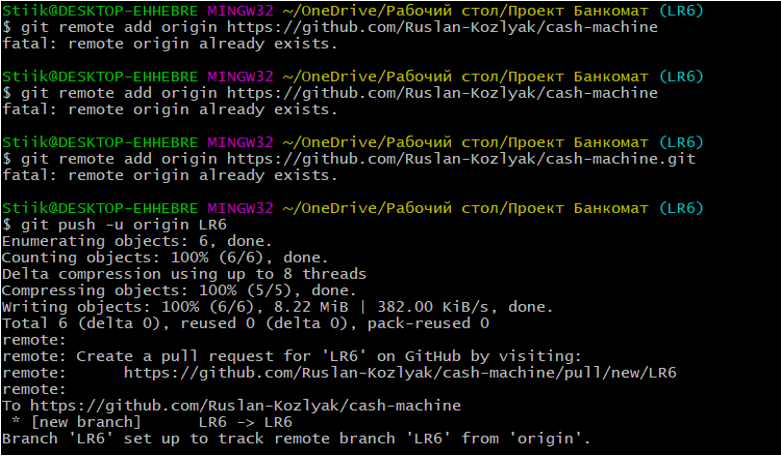 Stiik@DESKTOP-EHHEBRE MINGW32 ~/OneDrive/Рабочий стол/Проект Банкомат (LR6)
$ git remote add origin https://github.com/Ruslan-Kozlyak/cash-machine
fatal: remote origin already exists.
Stiik@DESKTOP-EHHEBRE MINGW32 ~/OneDrive/Рабочий стол/Проект Банкомат (LR6)
$ git remote add origin https://github.com/Ruslan-Kozlyak/cash-machine
fatal: remote origin already exists.
Stiik@DESKTOP-EHHEBRE MINGW32 ~/OneDrive/Рабочий стол/Проект Банкомат (LR6)
$ git remote add origin https://github.com/Ruslan-Kozlyak/cash-machine.git
fatal: remote origin already exists.
Stiik@DESKTOP-EHHEBRE MINGW32 ~/OneDrive/Рабочий стол/Проект Банкомат (LR6)
$ git push -u origin LR6
Enumerating objects: 6, done.
Counting objects: 100% (6/6), done.
Delta compression using up to 8 threads
Compressing objects: 100% (5/5), done.
Writing objects: 100% (6/6), 8.22 MiB | 382.00 KiB/s, done.
Total 6 (delta 0), reused 0 (delta 0), pack-reused 0
remote:
remote: Create a pull request for 'LR6' on GitHub by visiting:
remote:      https://github.com/Ruslan-Kozlyak/cash-machine/pull/new/LR6
remote:
To https://github.com/Ruslan-Kozlyak/cash-machine
 * [new branch]      LR6 -> LR6
Branch 'LR6' set up to track remote branch 'LR6' from 'origin'.